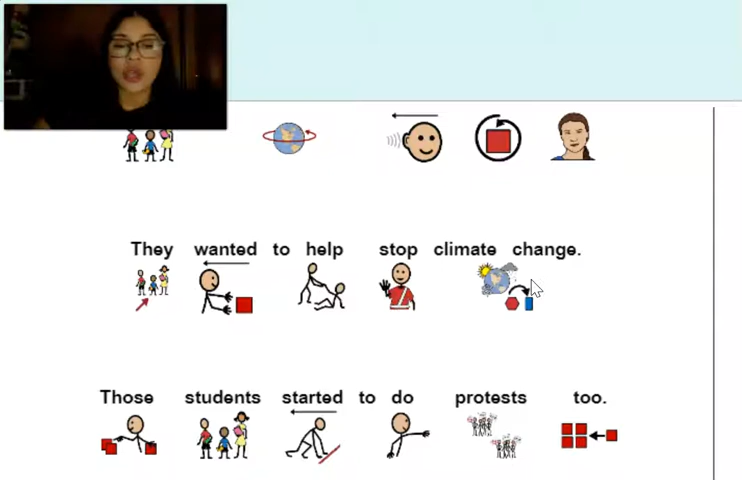 They wanted to help stop climate change.
Those students started to do protests too.